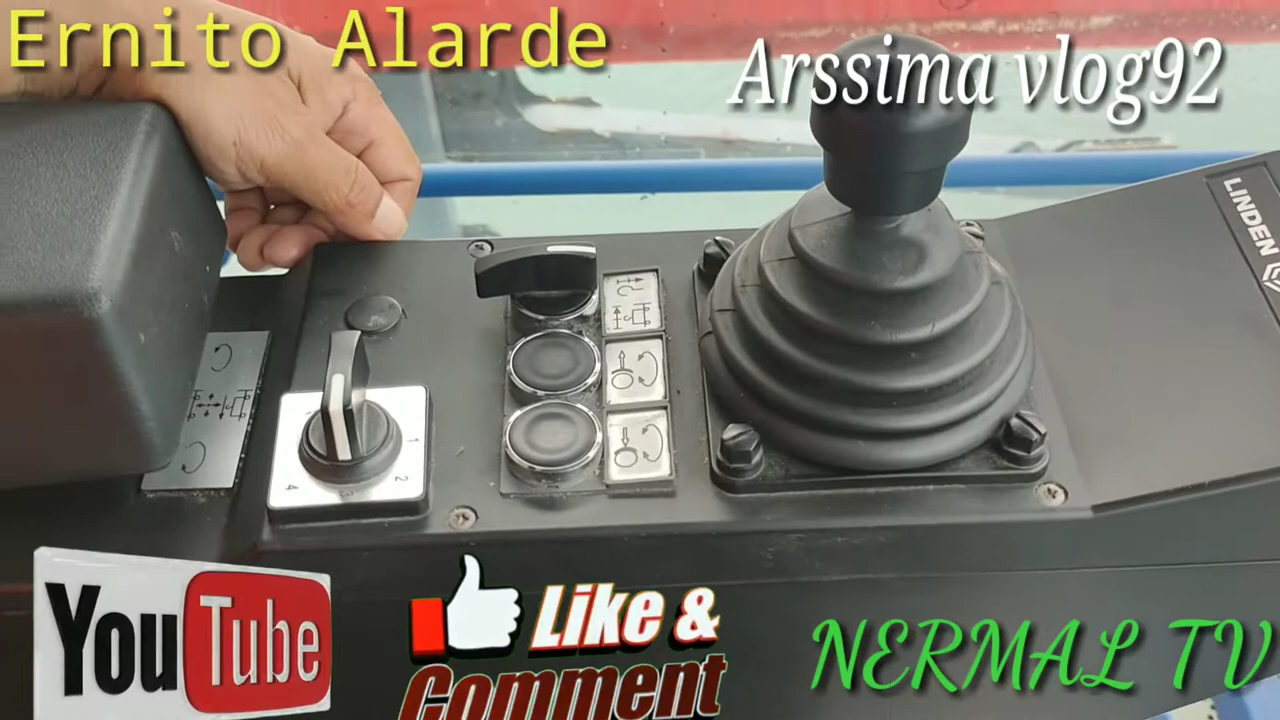 Ernito Alarde
Arssima vlog92
LINDEN
1
2
3
4
YouTube
Like &
Comment
NERMAL TV